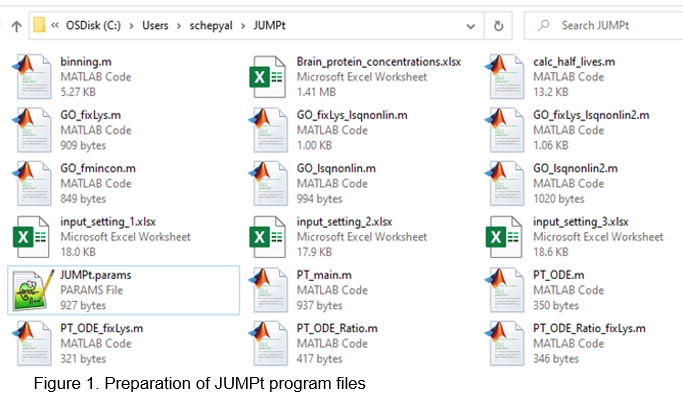 « OSDisk (C:) > Users > schepyal > JUMPt
Search JUMPt
binning.m
MATLAB Code
5.27 KB
Brain_protein_concentrations.xlsx
Microsoft Excel Worksheet
1.41 MB
calc_half_lives.m
MATLAB Code
13.2 KB
GO_fixLys.m
MATLAB Code
909 bytes
GO_fixLys_lsqnonlin.m
MATLAB Code
1.00 KB
GO_fixLys_lsqnonlin2.m
MATLAB Code
1.06 KB
GO_fmincon.m
MATLAB Code
849 bytes
GO_lsqnonlin.m
MATLAB Code
994 bytes
GO_lsqnonlin2.m
MATLAB Code
1020 bytes
input_setting_1.xlsx
Microsoft Excel Worksheet
18.0 KB
input_setting_2.xlsx
Microsoft Excel Worksheet
17.9 KB
input_setting_3.xlsx
Microsoft Excel Worksheet
18.6 KB
JUMPt.params
PARAMS File
927 bytes
PT_main.m
MATLAB Code
937 bytes
PT_ODE.m
MATLAB Code
350 bytes
PT_ODE_fixLys.m
MATLAB Code
321 bytes
PT_ODE_Ratio.m
MATLAB Code
417 bytes
PT_ODE_Ratio_fixLys.m
MATLAB Code
346 bytes
Figure 1. Preparation of JUMPt program files